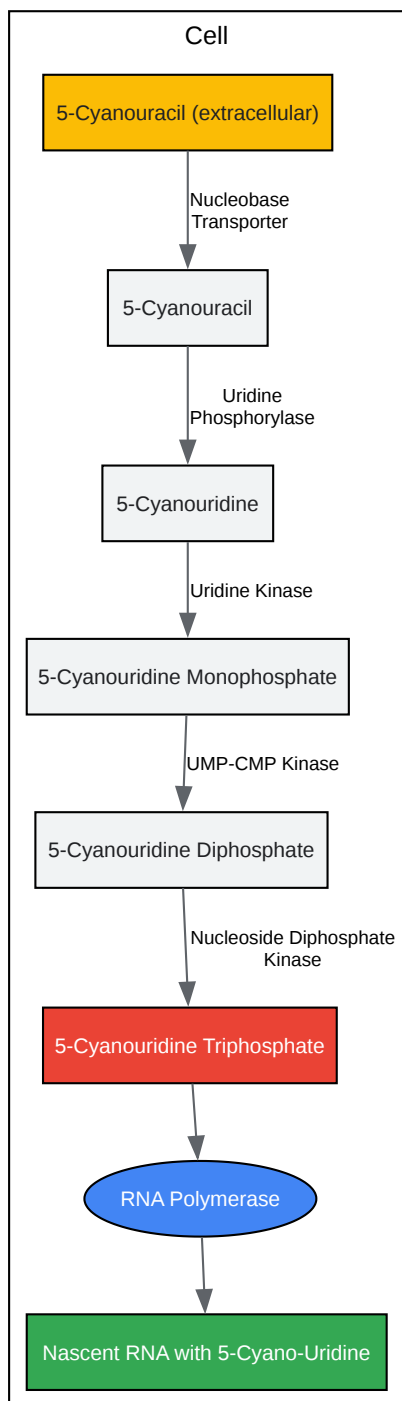 Cell
5-Cyanouracil (extracellular)
Nucleobase
Transporter
5-Cyanouracil
Uridine
Phosphorylase
5-Cyanouridine
Uridine Kinase
5-Cyanouridine Monophosphate
UMP-CMP Kinase
5-Cyanouridine Diphosphate
Nucleoside Diphosphate
Kinase
5-Cyanouridine Triphosphate
RNA Polymerase
Nascent RNA with 5-Cyano-Uridine